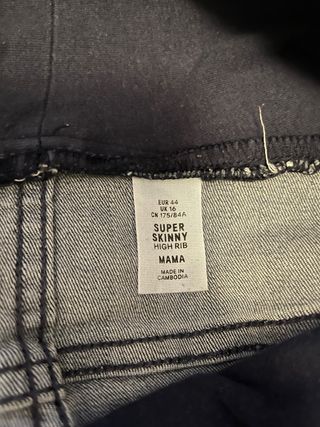 EUR 44
UK 16
CN 175/84A
SUPER
SKINNY
HIGH RIB
MAMA
MADE IN
CAMBODIA